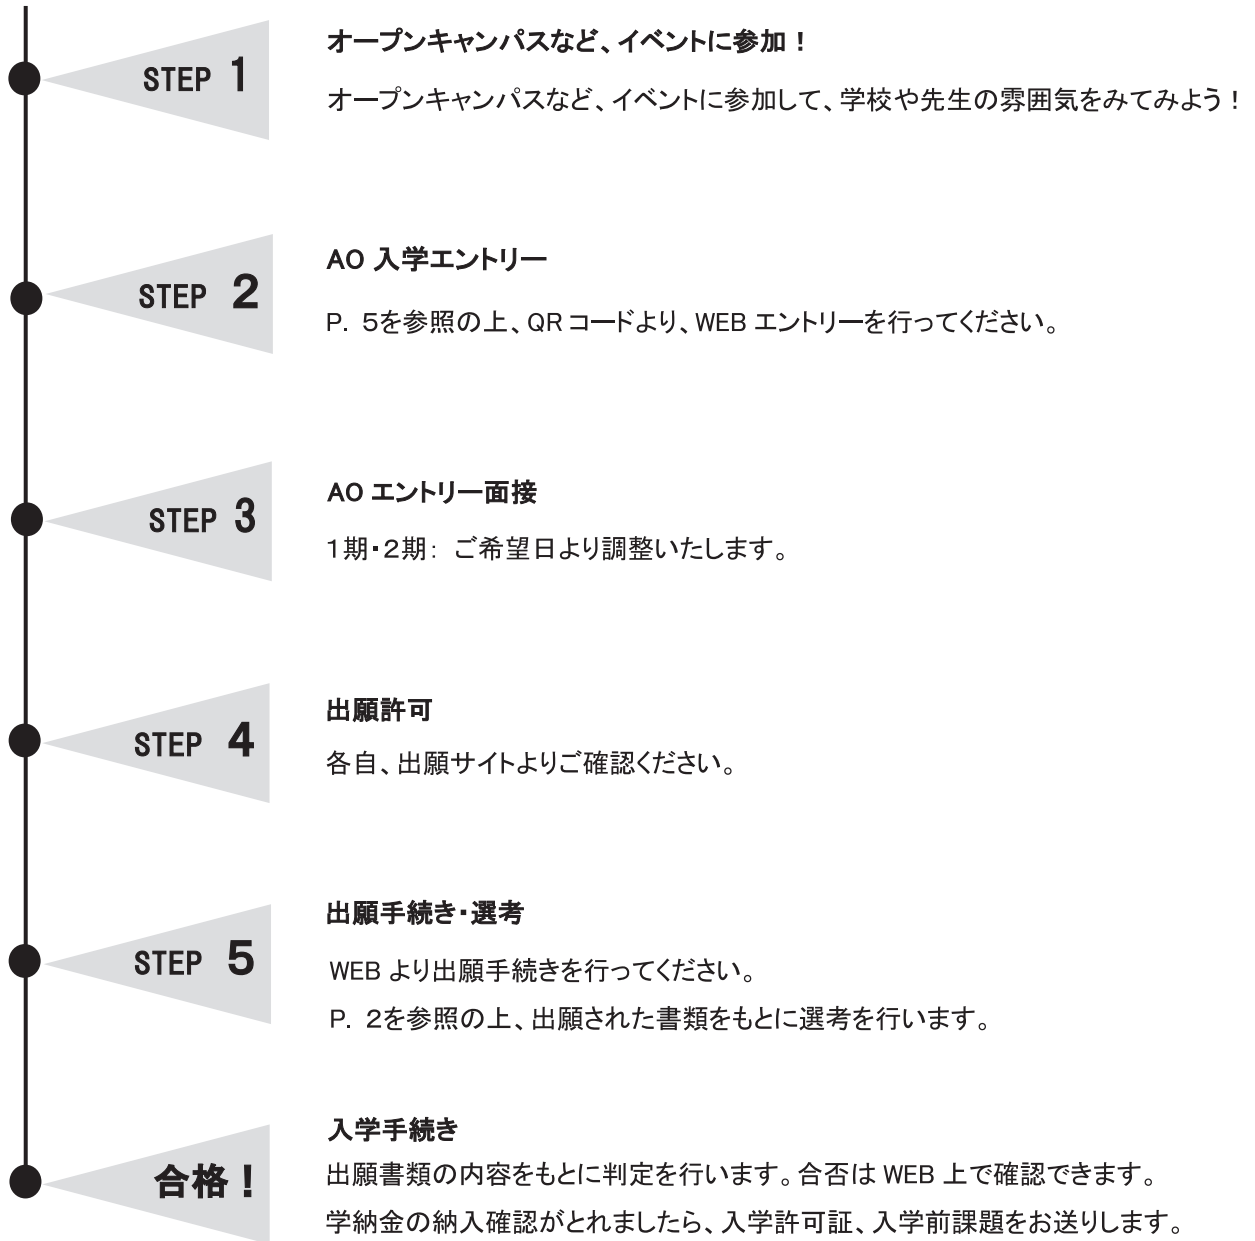 STEP 1
オープンキャンパスなど、イベントに参加！
オープンキャンパスなど、イベントに参加して、学校や先生の雰囲気をみてみよう！
STEP 2
AO 入学エントリー
P. 5を参照の上、QRコードより、WEB エントリーを行ってください。
STEP 3
AO エントリー面接
1期・2期： ご希望日より調整いたします。
STEP 4
出願許可
各自、出願サイトよりご確認ください。
STEP 5
出願手続き・選考
WEB より出願手続きを行ってください。
P. 2を参照の上、出願された書類をもとに選考を行います。
合格！
入学手続き
出願書類の内容をもとに判定を行います。合否は WEB 上で確認できます。
学納金の納入確認がとれましたら、入学許可証、入学前課題をお送りします。